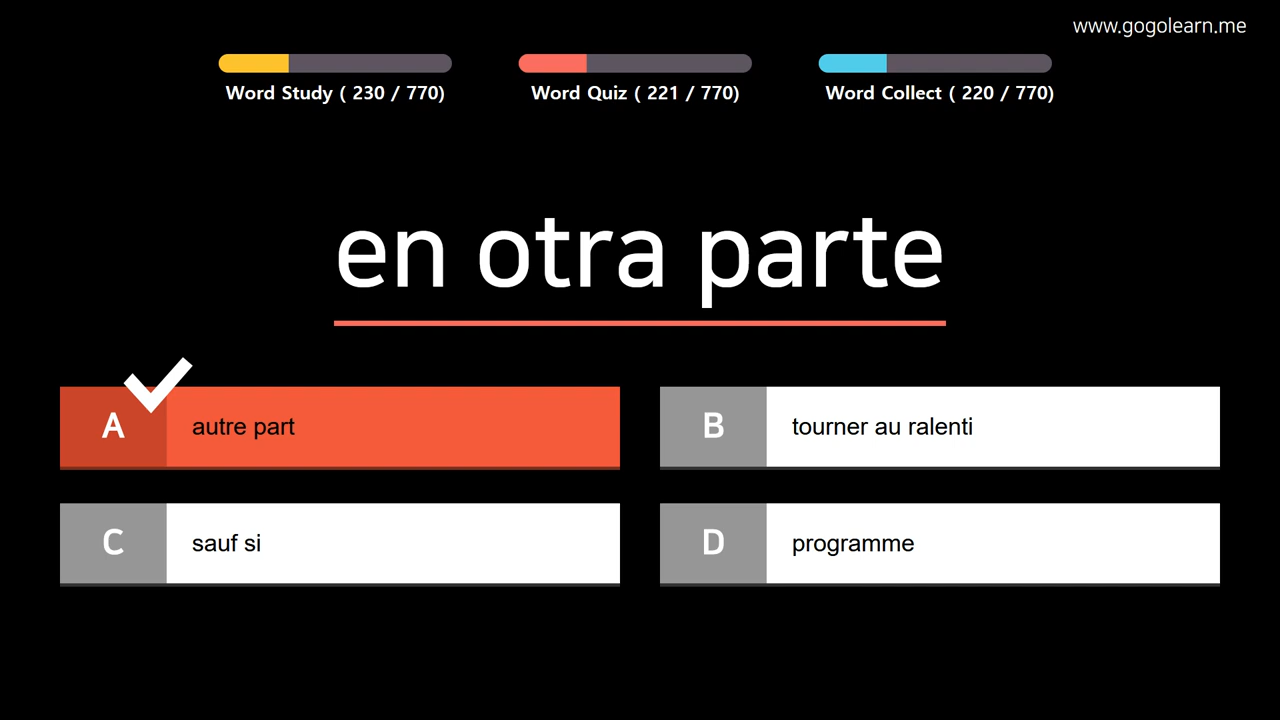 www.gogolearn.me
Word Study ( 230 / 770)
Word Quiz ( 221 / 770)
Word Collect ( 220 / 770)
en otra parte
A autre part
B tourner au ralenti
C sauf si
D programme